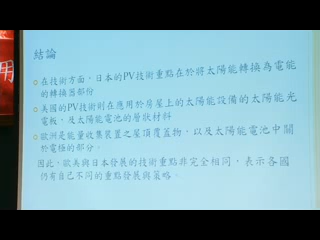 用
結論
在技術方面，日本的PV技術重點在於將太陽能轉換為電能
的轉換器部份
美國的PV技術則在應用於房屋上的太陽能設備的太陽能光
電板，及太陽能電池的層狀材料
歐洲是能量收集裝置之屋頂覆蓋物，以及太陽能電池中關
於電極的部分。
因此，歐美與日本發展的技術重點非完全相同，表示各國
仍有自己不同的重點發展與策略。